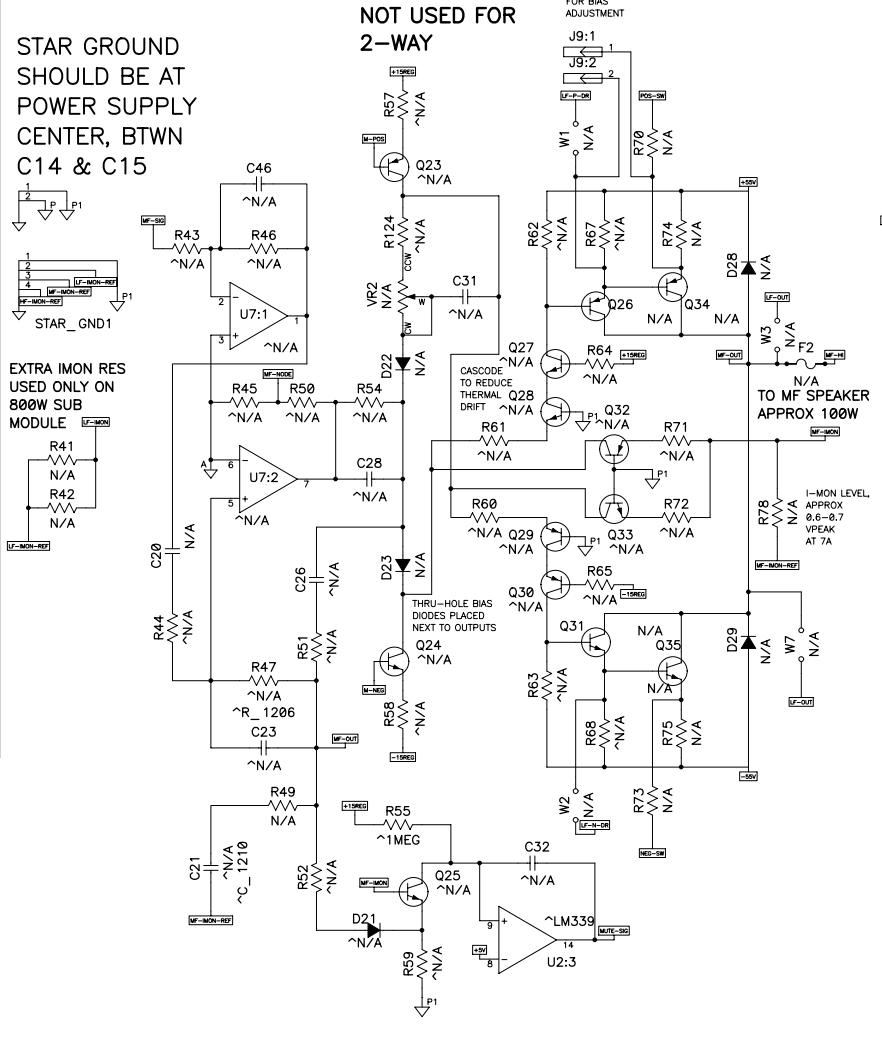 NOT USED FOR
2-WAY
FOR BIAS
ADJUSTMENT
STAR GROUND
SHOULD BE AT
POWER SUPPLY
CENTER, BTWN
C14 & C15
1
2
P
P1
1
2
3
4
LF-IMON-REF
MF-IMON-REF
HF-IMON-REF
P1
STAR_GND1
EXTRA IMON RES
USED ONLY ON
800W SUB
MODULE
LF-IMON
R41
N/A
R42
N/A
LF-IMON-REF
C46
^N/A
MF-SIG
R43
^N/A
R46
^N/A
2
3
1
U7:1
^N/A
R45
^N/A
MF-NODE
R50
^N/A
R54
^N/A
A
6
5
7
U7:2
^N/A
C28
^N/A
C20
N/A
R44
^N/A
C26
^N/A
R51
^N/A
R47
^N/A
^R_1206
C23
^N/A
MF-OUT
R49
N/A
C21
^N/A
^C_1210
MF-IMON-REF
R52
^N/A
+15REG
R57
^N/A
M-POS
Q23
^N/A
R124
^N/A
CCW
VR2
N/A
W
CW
C31
^N/A
D22
N/A
D23
N/A
THRU-HOLE BIAS
DIODES PLACED
NEXT TO OUTPUTS
Q24
^N/A
M-NEG
R58
^N/A
-15REG
+15REG
R55
^1MEG
Q25
^N/A
MF-IMON
D21
^N/A
R59
^N/A
P1
C32
^N/A
^LM339
9
8
14
+5V
U2:3
MUTE-SIG
J9:1
1
J9:2
2
LF-P-DR
POS-SW
W1
N/A
R70
N/A
+55V
R62
^N/A
R67
^N/A
R74
^N/A
D28
N/A
Q26
N/A
Q34
N/A
LF-OUT
W3
N/A
Q27
^N/A
R64
^N/A
+15REG
MF-OUT
F2
N/A
MF-HI
TO MF SPEAKER
APPROX 100W
CASCODE
TO REDUCE
THERMAL
DRIFT
Q28
^N/A
P1
Q32
^N/A
R61
^N/A
R71
^N/A
P1
MF-IMON
R60
^N/A
Q29
^N/A
P1
Q33
^N/A
R72
^N/A
R78
N/A
I-MON LEVEL,
APPROX
0.6-0.7
VPEAK
AT 7A
MF-IMON-REF
Q30
^N/A
R65
^N/A
-15REG
Q31
N/A
Q35
N/A
D29
N/A
W7
N/A
LF-OUT
R63
^N/A
R68
^N/A
R75
^N/A
-55V
W2
N/A
LF-N-DR
R73
N/A
NEG-SW